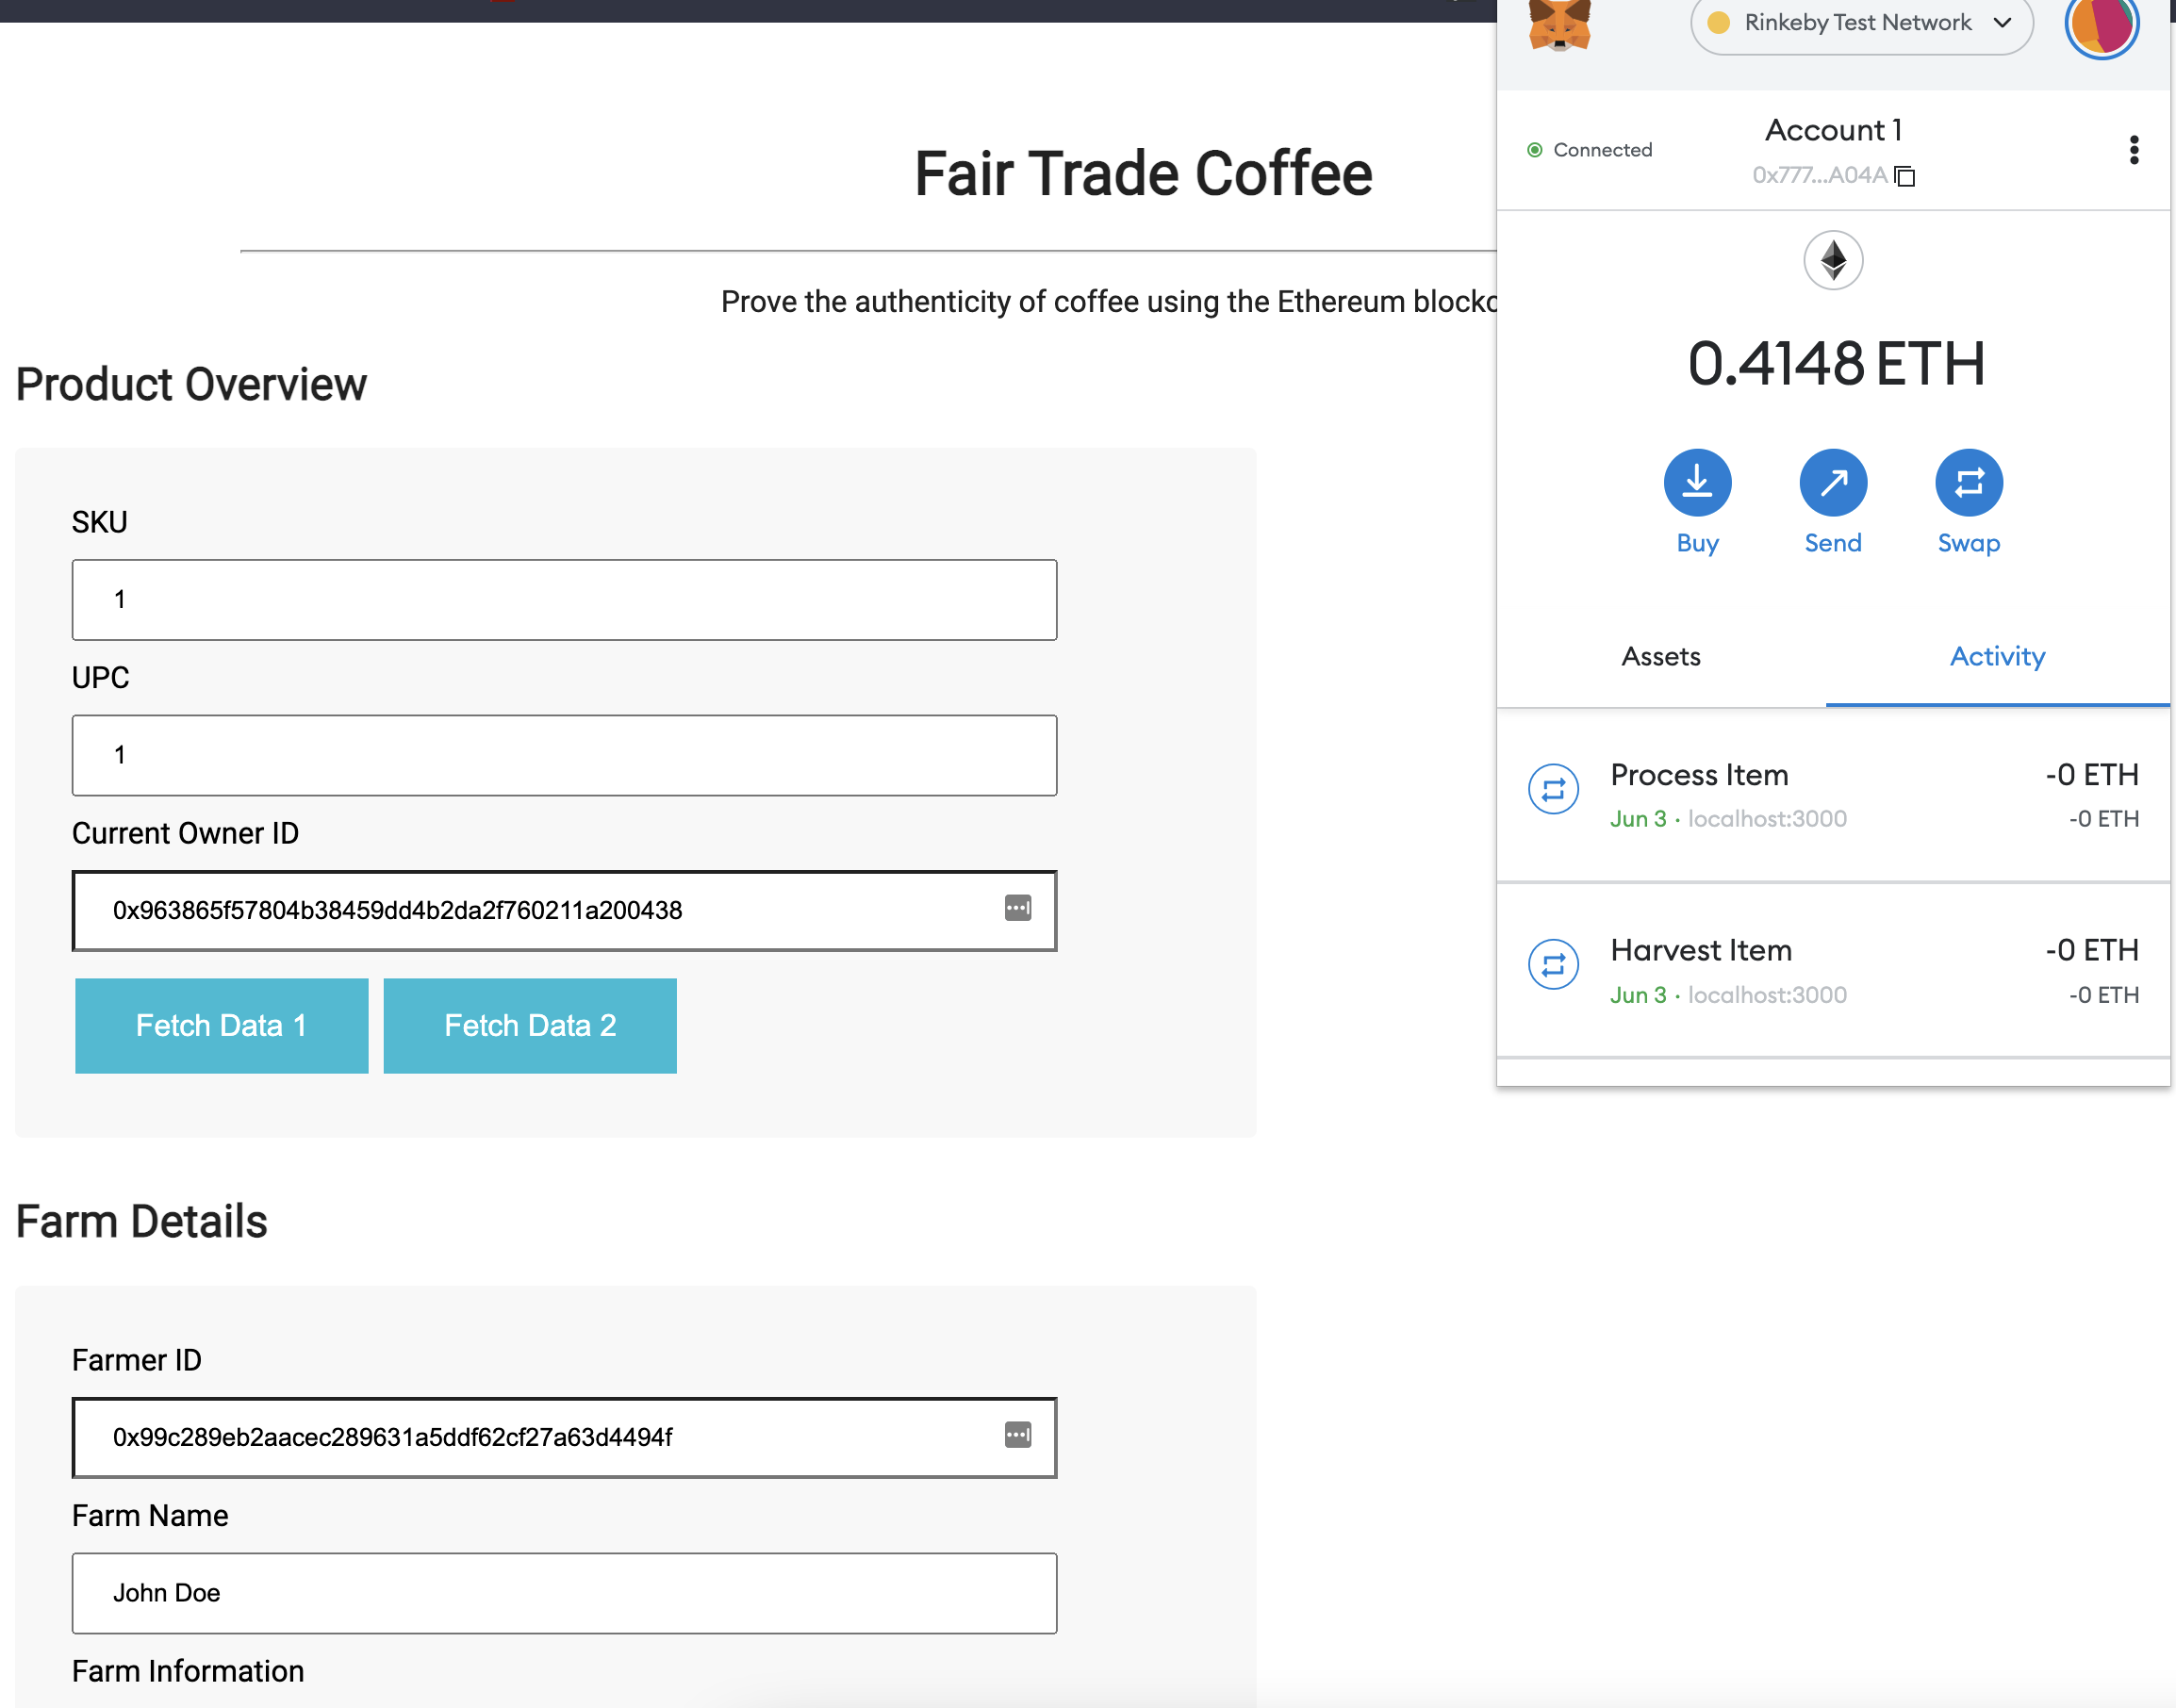 Fair Trade Coffee
Prove the authenticity of coffee using the Ethereum
Product Overview
SKU
1
UPC
1
Current Owner ID
0x963865f57804b38459dd4b2da2f760211a200438
Fetch Data 1
Fetch Data 2
Farm Details
Farmer ID
0x99c289eb2aacec289631a5ddf62cf27a63d4494f
Farm Name
John Doe
Farm Information
Rinkeby Test Network
Connected
Account 1
0x777...A04A
0.4148 ETH
Buy
Send
Swap
Assets
Activity
Process Item
-0 ETH
Jun 3 · localhost:3000
-0 ETH
Harvest Item
-0 ETH
Jun 3 · localhost:3000
-0 ETH